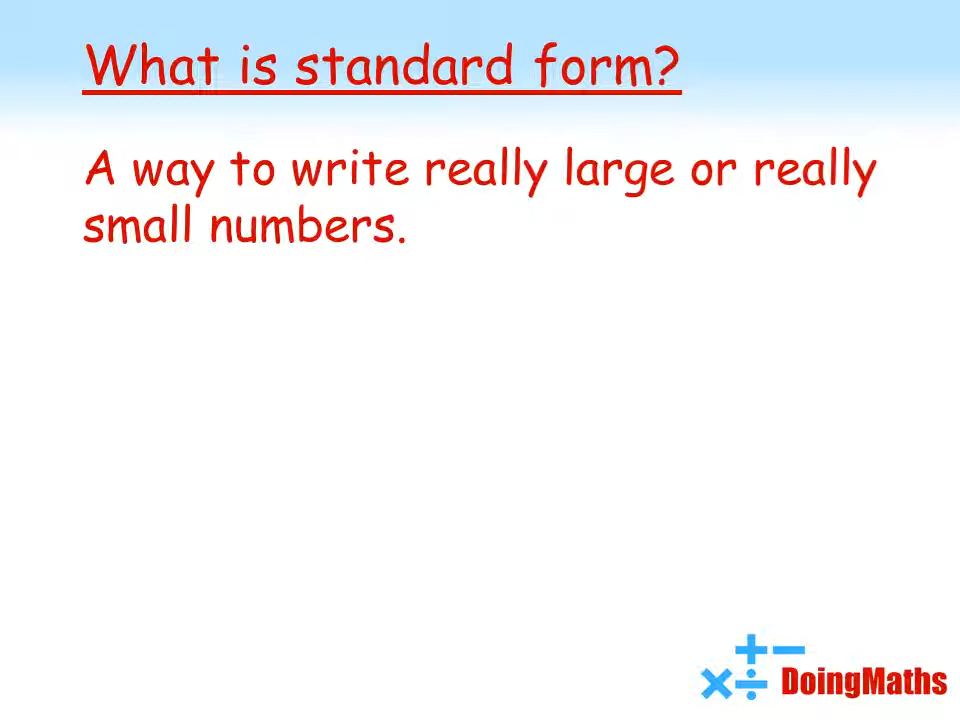 What is standard form?
A way to write really large or really
small numbers.
DoingMaths